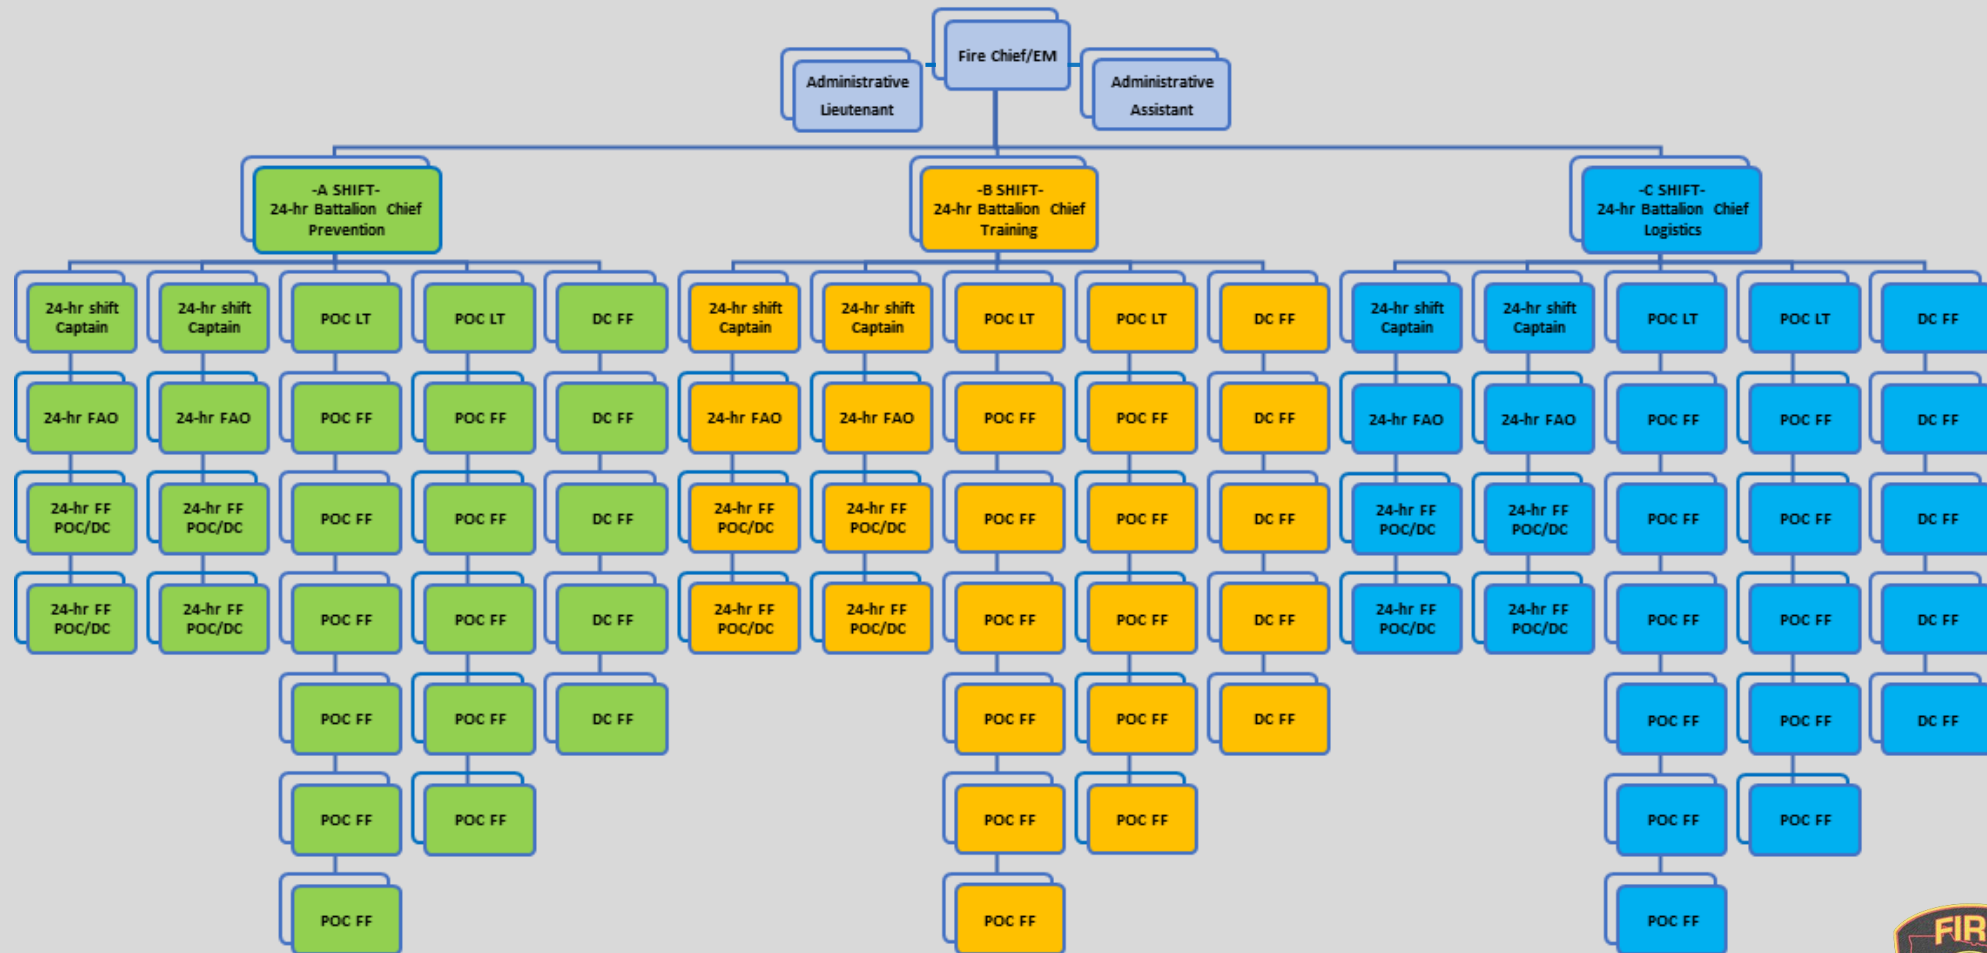 Fire Chief/EM
Administrative
Lieutenant
Administrative
Assistant
-A SHIFT-
24-hr Battalion Chief
Prevention
-B SHIFT-
24-hr Battalion Chief
Training
-C SHIFT-
24-hr Battalion Chief
Logistics
24-hr shift
Captain
24-hr shift
Captain
POC LT
POC LT
DC FF
24-hr shift
Captain
24-hr shift
Captain
POC LT
POC LT
DC FF
24-hr shift
Captain
24-hr shift
Captain
POC LT
POC LT
DC FF
24-hr FAO
24-hr FAO
POC FF
POC FF
DC FF
24-hr FAO
24-hr FAO
POC FF
POC FF
DC FF
24-hr FAO
24-hr FAO
POC FF
POC FF
DC FF
24-hr FF
POC/DC
24-hr FF
POC/DC
POC FF
POC FF
DC FF
24-hr FF
POC/DC
24-hr FF
POC/DC
POC FF
POC FF
DC FF
24-hr FF
POC/DC
24-hr FF
POC/DC
POC FF
POC FF
DC FF
24-hr FF
POC/DC
24-hr FF
POC/DC
POC FF
POC FF
DC FF
24-hr FF
POC/DC
24-hr FF
POC/DC
POC FF
POC FF
DC FF
24-hr FF
POC/DC
24-hr FF
POC/DC
POC FF
POC FF
DC FF
POC FF
POC FF
DC FF
POC FF
POC FF
DC FF
POC FF
POC FF
DC FF
POC FF
POC FF
POC FF
POC FF
POC FF
POC FF
POC FF
POC FF
POC FF
FIR